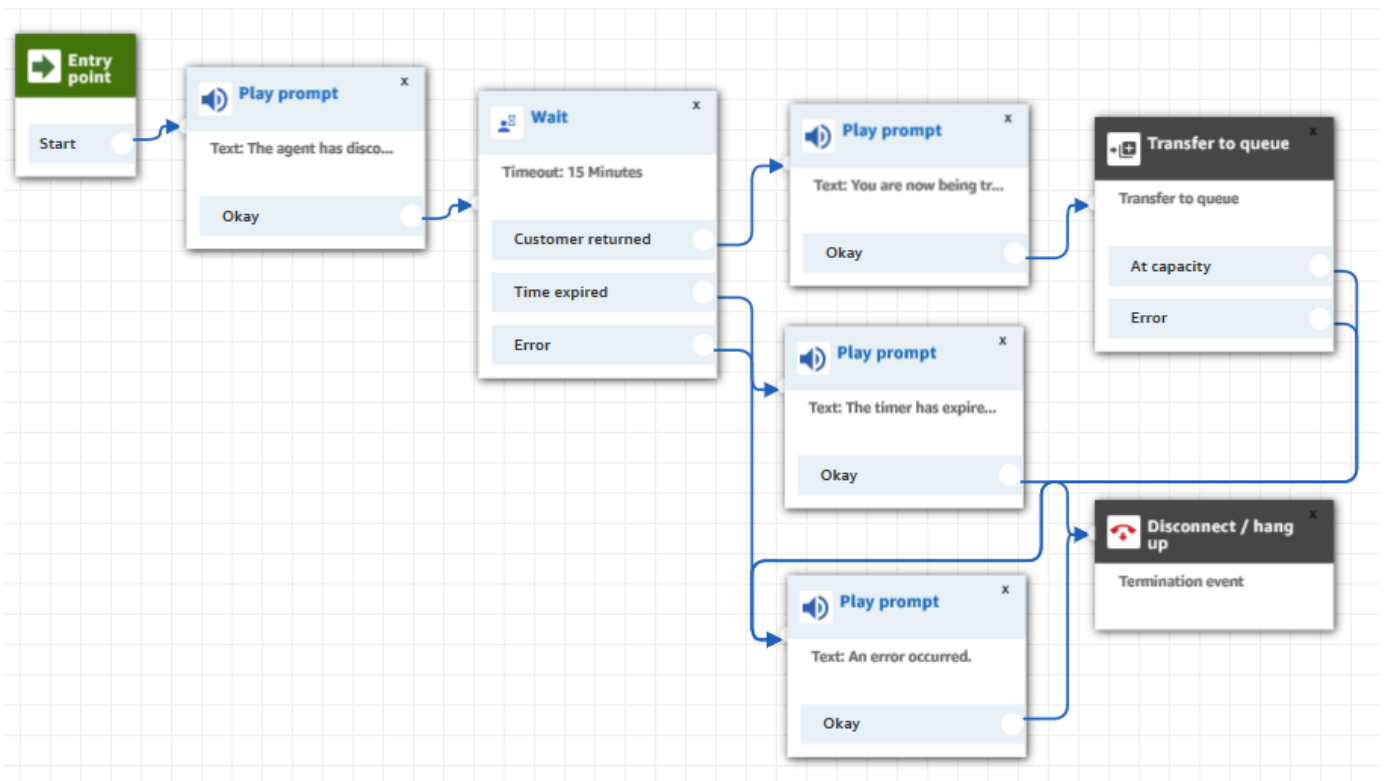 Entry
point
Start
x
Play prompt
Text: The agent has disco...
Okay
x
Wait
Timeout: 15 Minutes
Customer returned
Time expired
Error
x
Play prompt
Text: You are now being tr...
Okay
x
Transfer to queue
Transfer to queue
At capacity
Error
x
Play prompt
Text: The timer has expire...
Okay
x
Disconnect / hang
up
Termination event
x
Play prompt
Text: An error occurred.
Okay